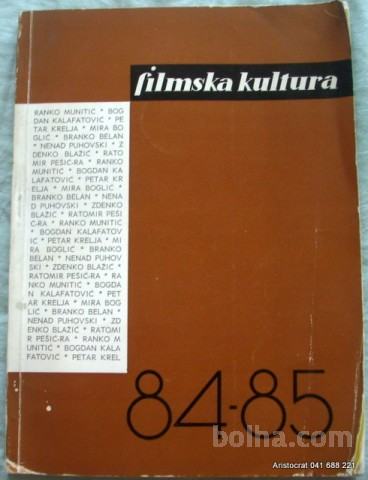 filmska kultura
RANKO MUNITIĆ * BOG
DAN KALAFATOVIĆ * PE
TAR KRELJA * MIRA BO
GLIĆ * BRANKO BELAN
* NENAD PUHOVSKI * Z
DENKO BLAŽIĆ * RATO
MIR PEŠIĆ-RA * RANKO
MUNITIĆ * BOGDAN KA
LAFATOVIĆ * PETAR KR
ELJA * MIRA BOGLIĆ *
BRANKO BELAN * NENA
D PUHOVSKI * ZDENKO
BLAŽIĆ * RATOMIR PEŠI
Ć-RA * RANKO MUNITIĆ
* BOGDAN KALAFATOV
IĆ * PETAR KRELJA * MI
RA BOGLIĆ * BRANKO
BELAN * NENAD PUHOV
SKI * ZDENKO BLAŽIĆ *
RATOMIR PEŠIĆ-RA * RA
NKO MUNITIĆ * BOGDA
N KALAFATOVIĆ * PET
AR KRELJA * MIRA BOG
LIĆ * BRANKO BELAN *
NENAD PUHOVSKI * ZD
ENKO BLAŽIĆ * RATOMI
R PEŠIĆ-RA * RANKO M
UNITIĆ * BOGDAN KALA
FATOVIĆ * PETAR KREL
84-85
bolha.com
Aristocrat 041 688 221